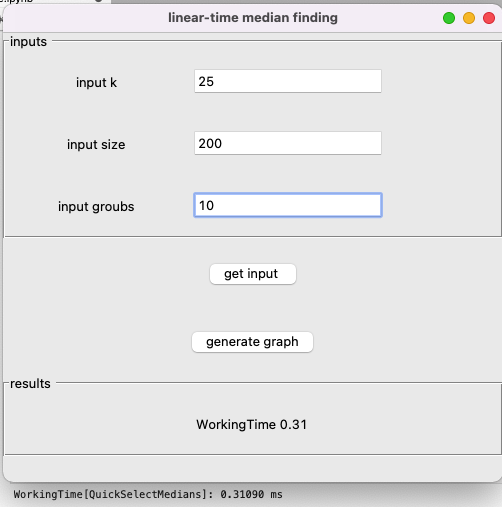 linear-time median finding
inputs
input k
25
input size
200
input groubs
10
get input
generate graph
results
WorkingTime 0.31
WorkingTime[QuickSelectMedians]: 0.31090 ms